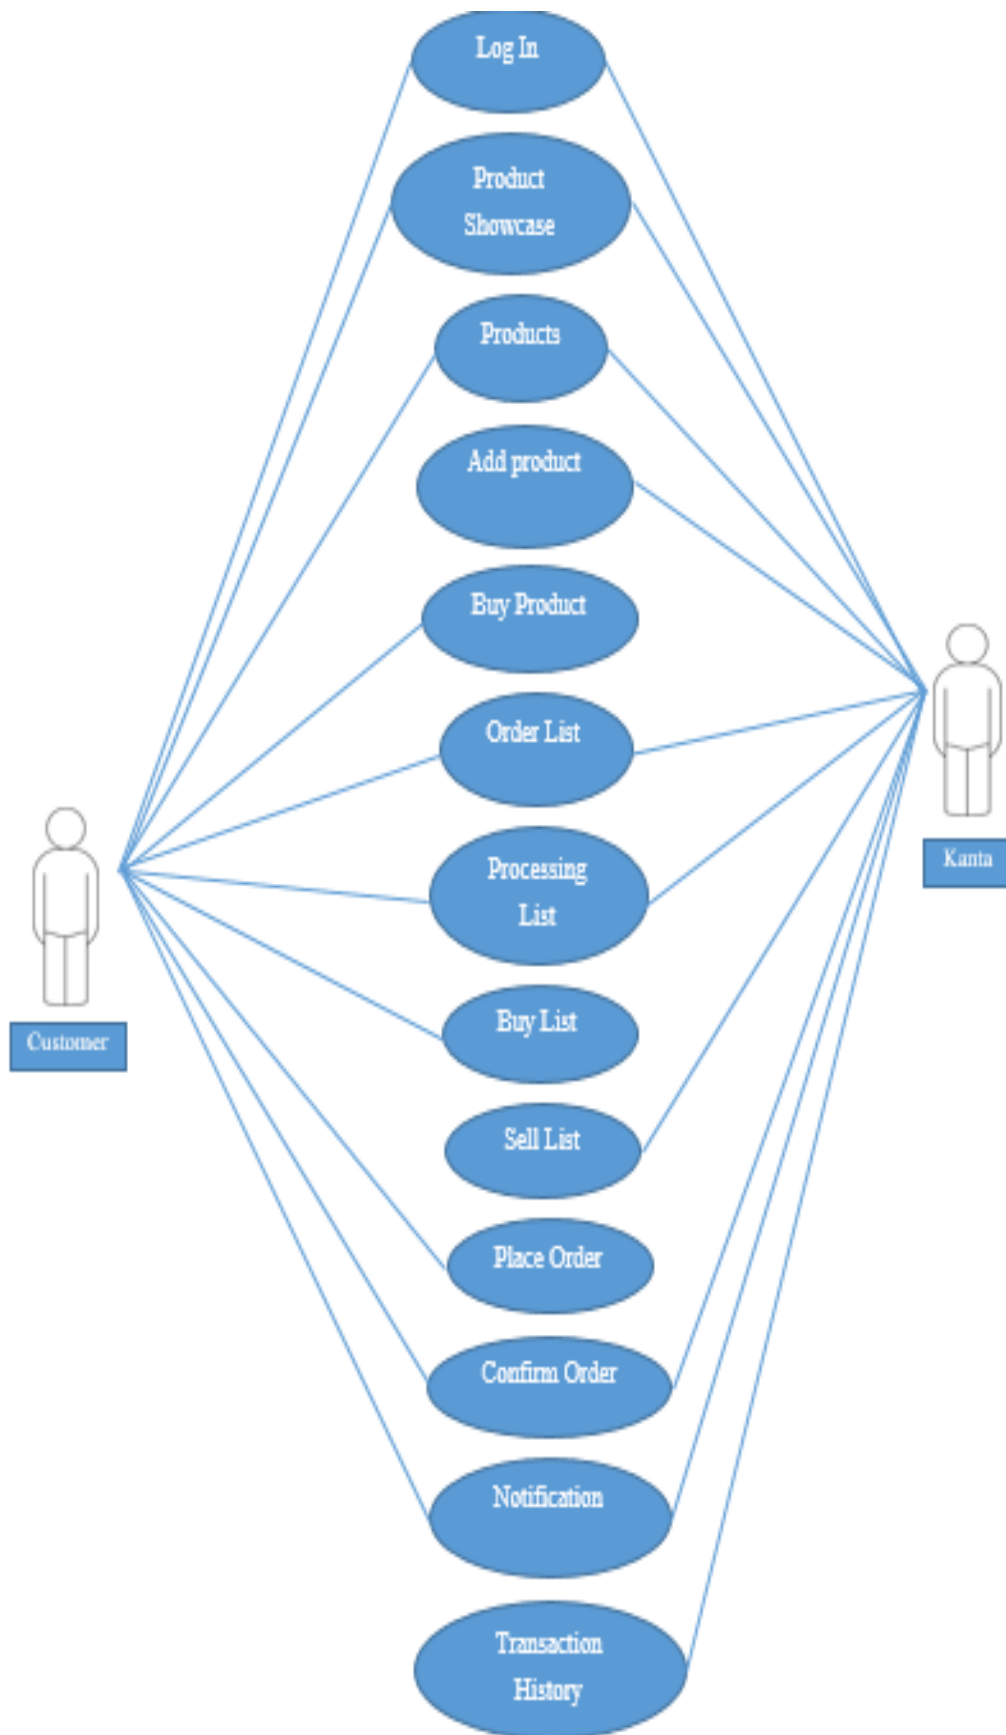 Log In
Product
Showcase
Products
Add product
Buy Product
Order List
Processing
List
Kanta
Buy List
Customer
Sell List
Place Order
Confirm Order
Notification
Transaction
History